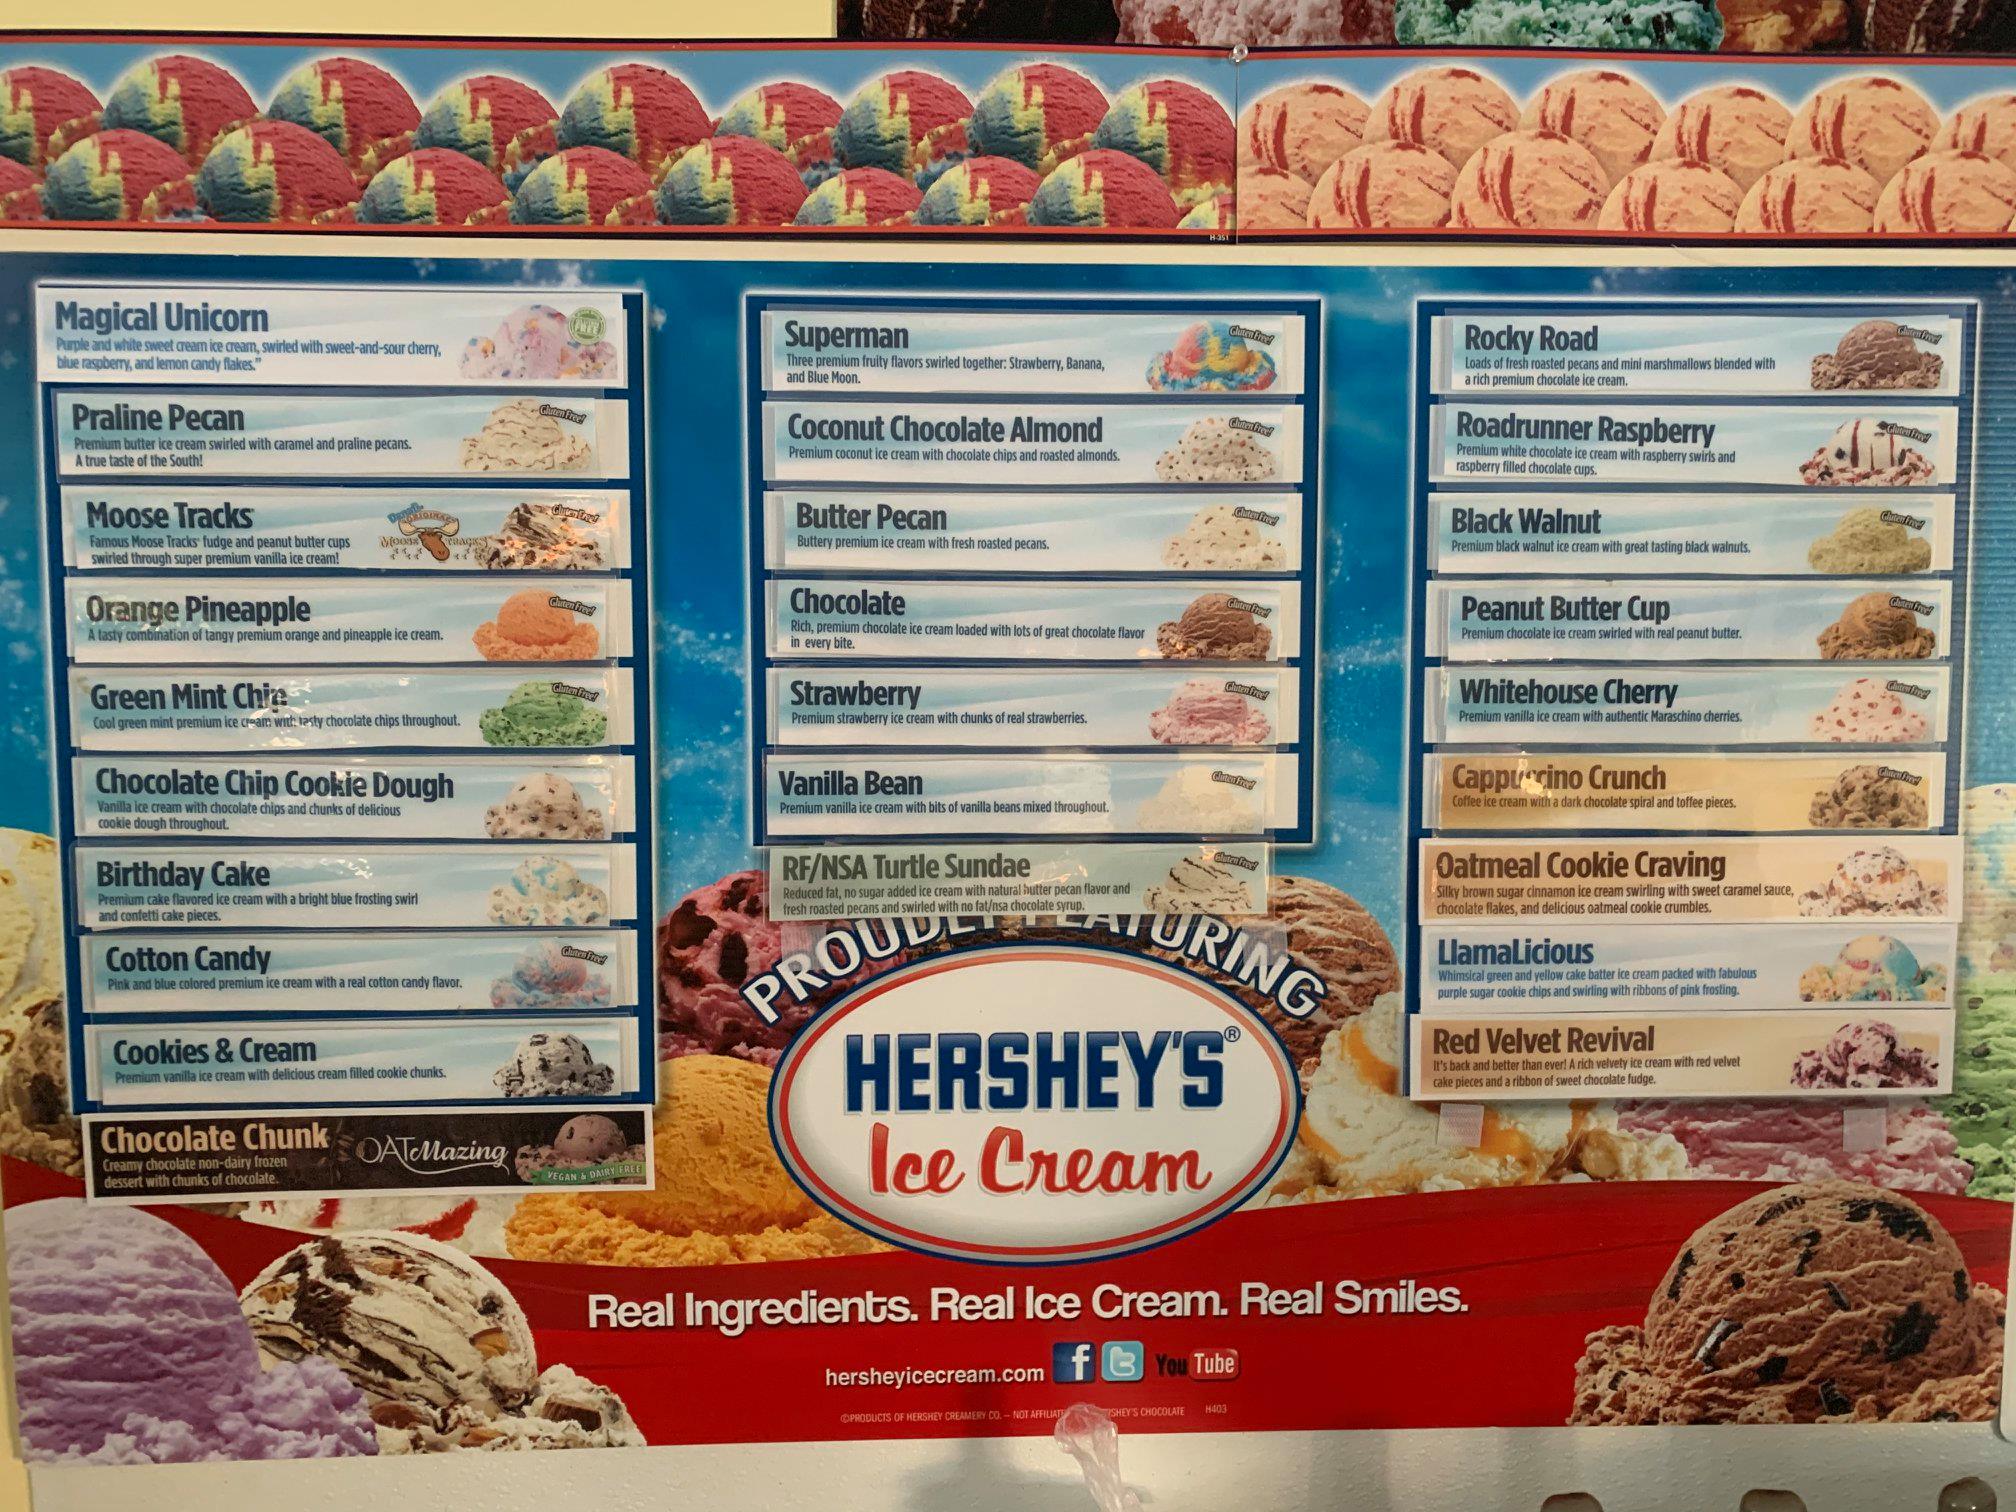 H-351
Magical Unicorn
Purple and white sweet cream ice cream, swirled with sweet-and-sour cherry,
blue raspberry, and lemon candy flakes."
FREE
Praline Pecan
Premium butter ice cream swirled with caramel and praline pecans.
A true taste of the South!
Gluten Free!
Moose Tracks
Famous Moose Tracks fudge and peanut butter cups
swirled through super premium vanilla ice cream!
ORIGINAL
MOOSE TRACKS
Gluten Free!
Orange Pineapple
A tasty combination of tangy premium orange and pineapple ice cream.
Gluten Free!
Green Mint Chip
Cool green mint premium ice cream with tasty chocolate chips throughout.
Gluten Free!
Chocolate Chip Cookie Dough
Vanilla ice cream with chocolate chips and chunks of delicious
cookie dough throughout.
Birthday Cake
Premium cake flavored ice cream with a bright blue frosting swirl
and confetti cake pieces.
Cotton Candy
Pink and blue colored premium ice cream with a real cotton candy flavor.
Gluten Free!
Cookies & Cream
Premium vanilla ice cream with delicious cream filled cookie chunks.
Chocolate Chunk
Creamy chocolate non-dairy frozen
dessert with chunks of chocolate.
OATeMazing
VEGAN & DAIRY FREE
Superman
Three premium fruity flavors swirled together: Strawberry, Banana,
and Blue Moon.
Gluten Free!
Coconut Chocolate Almond
Premium coconut ice cream with chocolate chips and roasted almonds.
Gluten Free!
Butter Pecan
Buttery premium ice cream with fresh roasted pecans.
Gluten Free!
Chocolate
Rich, premium chocolate ice cream loaded with lots of great chocolate flavor
in every bite.
Gluten Free!
Strawberry
Premium strawberry ice cream with chunks of real strawberries.
Gluten Free!
Vanilla Bean
Premium vanilla ice cream with bits of vanilla beans mixed throughout.
Gluten Free!
RF/NSA Turtle Sundae
Reduced fat, no sugar added ice cream with natural butter pecan flavor and
fresh roasted pecans and swirled with no fat/nsa chocolate syrup.
Gluten Free!
Rocky Road
Loads of fresh roasted pecans and mini marshmallows blended with
a rich premium chocolate ice cream.
Gluten Free!
Roadrunner Raspberry
Premium white chocolate ice cream with raspberry swirls and
raspberry filled chocolate cups.
Gluten Free!
Black Walnut
Premium black walnut ice cream with great tasting black walnuts.
Gluten Free!
Peanut Butter Cup
Premium chocolate ice cream swirled with real peanut butter.
Gluten Free!
Whitehouse Cherry
Premium vanilla ice cream with authentic Maraschino cherries.
Gluten Free!
Cappuccino Crunch
Coffee ice cream with a dark chocolate spiral and toffee pieces.
Gluten Free!
Oatmeal Cookie Craving
Silky brown sugar cinnamon ice cream swirling with sweet caramel sauce,
chocolate flakes, and delicious oatmeal cookie crumbles.
LlamaLicious
Whimsical green and yellow cake batter ice cream packed with fabulous
purple sugar cookie chips and swirling with ribbons of pink frosting.
Red Velvet Revival
It's back and better than ever! A rich velvety ice cream with red velvet
cake pieces and a ribbon of sweet chocolate fudge.
PROUDLY FEATURING
HERSHEY'S®
Ice Cream
Real Ingredients. Real Ice Cream. Real Smiles.
hersheyicecream.com f t YouTube
©PRODUCTS OF HERSHEY CREAMERY CO. – NOT AFFILIATE SHEY'S CHOCOLATE H403